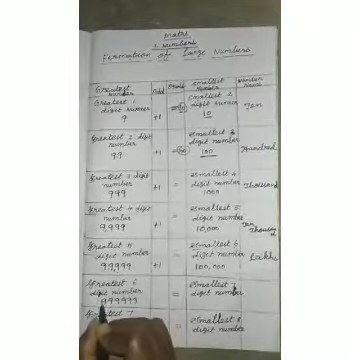 Maths
1. Numbers
Formation of Large Numbers
Greatest Number Add Result Smallest Number Number Name
Greatest 1 digit number 9 +1 = 10 Smallest 2 digit number 10 Ten
Greatest 2 digit number 99 +1 = 100 Smallest 3 digit number 100 Hundred
Greatest 3 digit number 999 +1 = Smallest 4 digit number 1000 Thousand
Greatest 4 digit number 9,999 +1 = Smallest 5 digit number 10,000 Ten Thousand
Greatest 5 digit number 99,999 +1 = Smallest 6 digit number 100,000 Lakh
Greatest 6 digit number 999999 = Smallest 7 digit number
Greatest 7 = Smallest 8 digit number